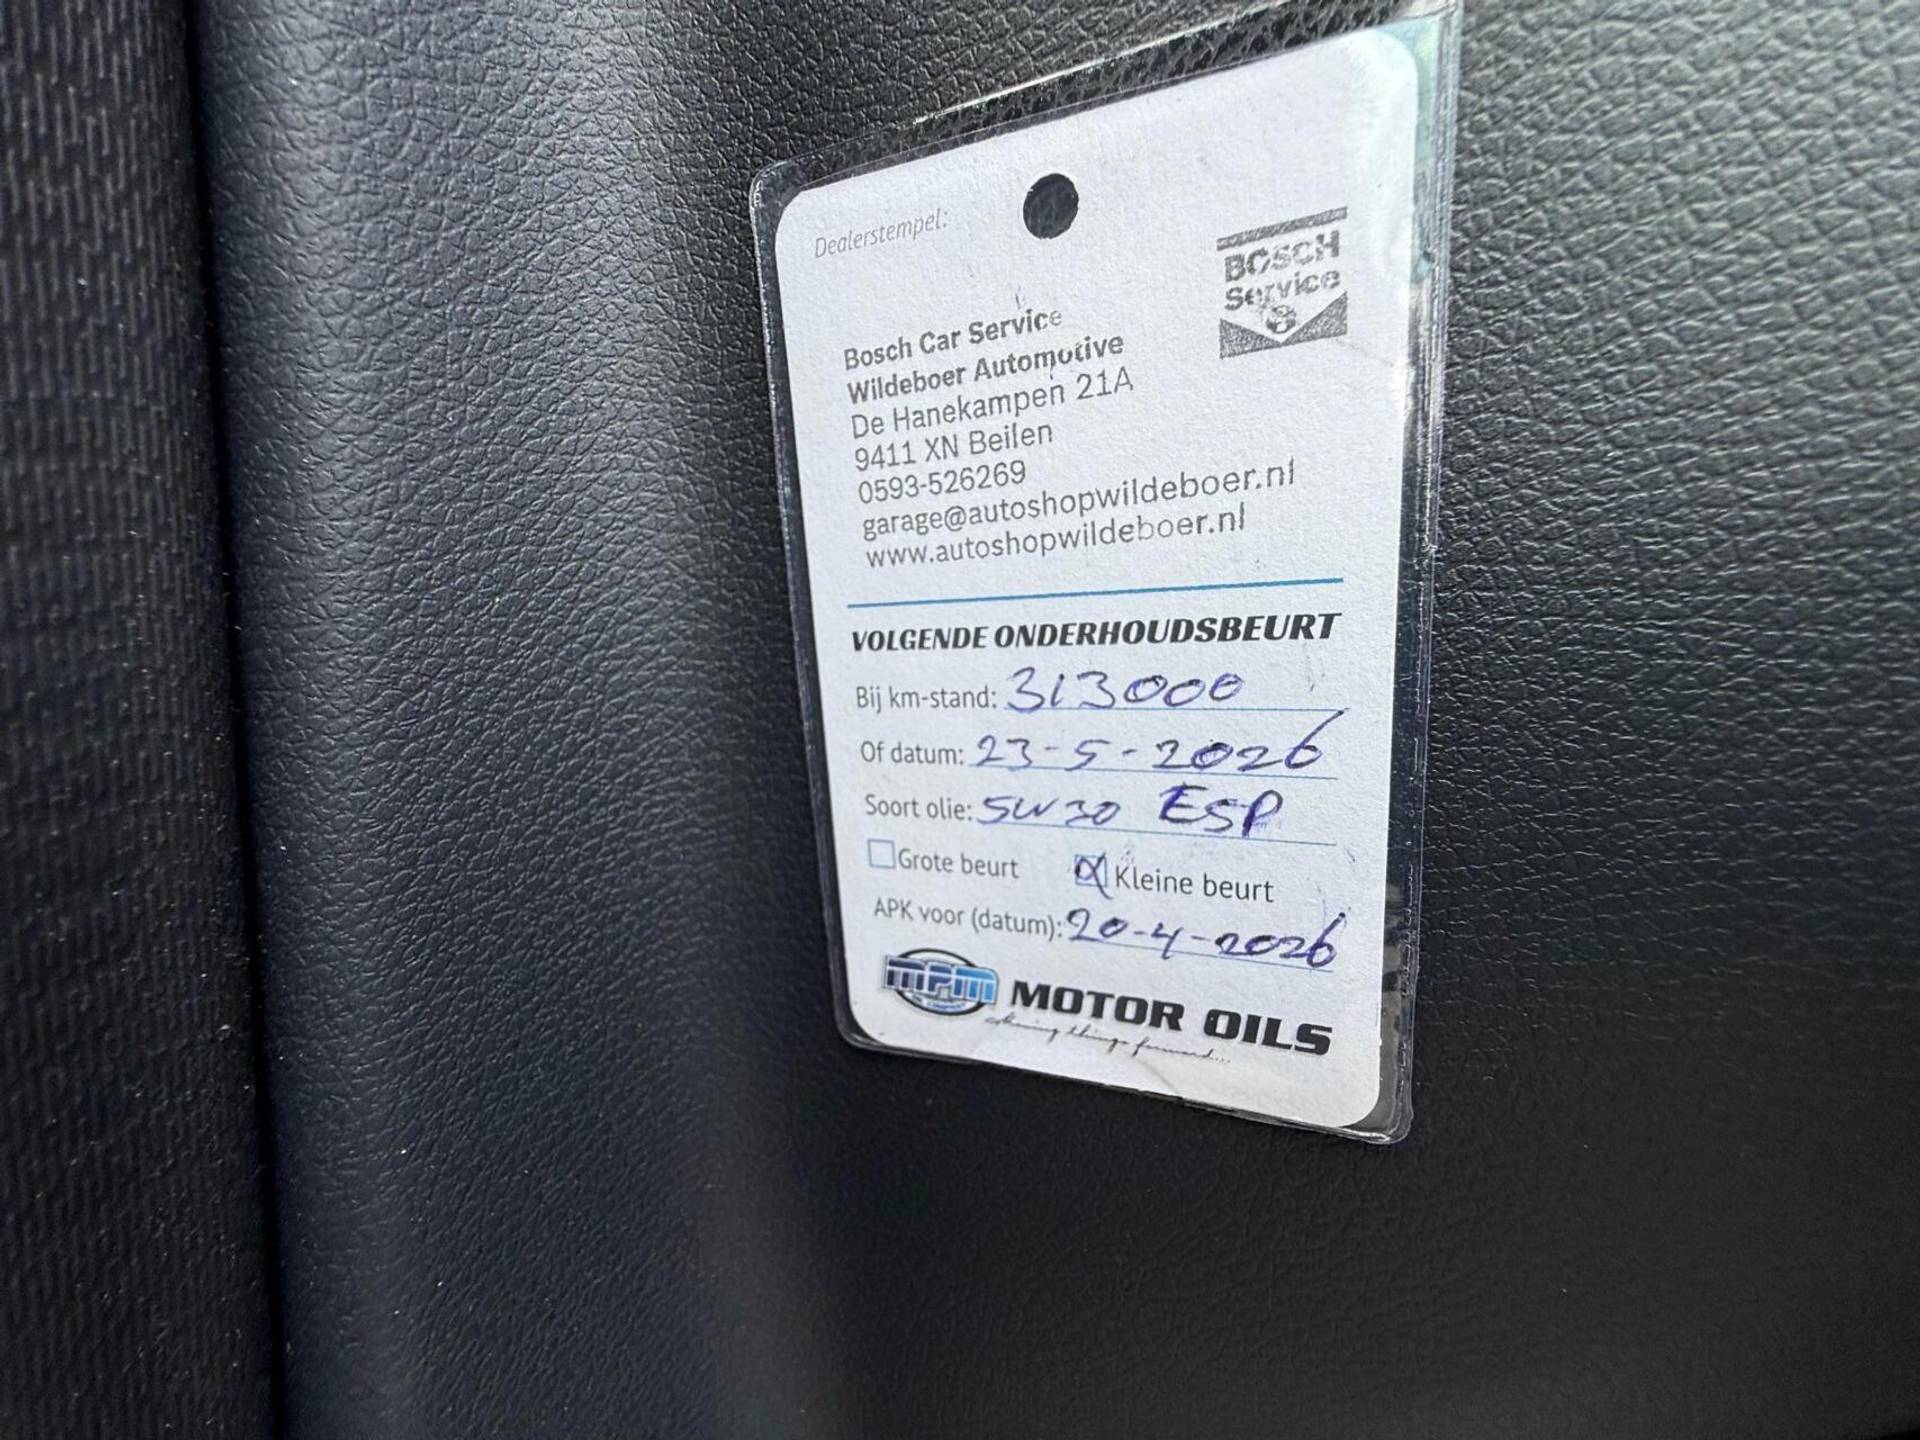 Dealerstempel:
BOSCH
Service
Bosch Car Service
Wildeboer Automotive
De Hanekampen 21A
9411 XN Beilen
0593-526269
garage@autoshopwildeboer.nl
www.autoshopwildeboer.nl
VOLGENDE ONDERHOUDSBEURT
Bij km-stand: 313000
Of datum: 23-5-2026
Soort olie: 5W30 ESP
Grote beurt Kleine beurt
APK voor (datum): 20-4-2026
MPM MOTOR OILS
things forward...